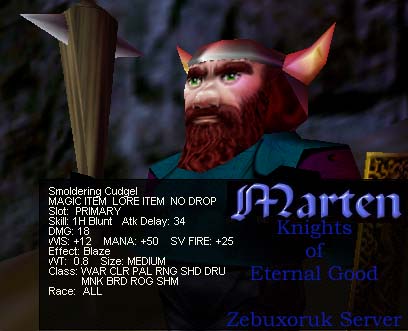 Smoldering Cudgel
MAGIC ITEM LORE ITEM NO DROP
Slot: PRIMARY
Skill: 1H Blunt Atk Delay: 34
DMG: 18
WIS: +12 MANA: +50 SV FIRE: +25
Effect: Blaze
WT: 0.8 Size: MEDIUM
Class: WAR CLR PAL RNG SHD DRU
MNK BRD ROG SHM
Race: ALL
Marten
Knights
of
Eternal Good
Zebuxoruk Server